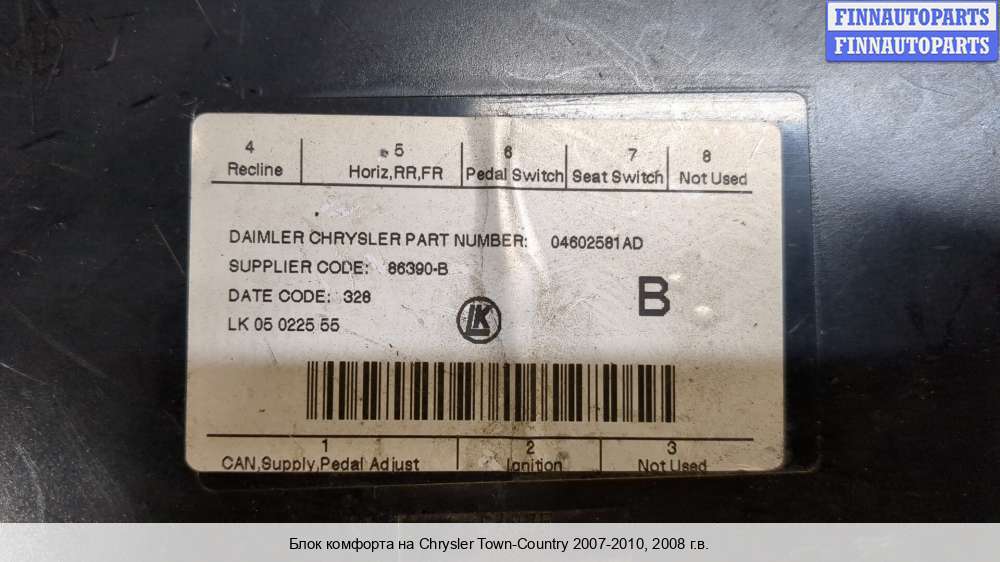 FINNAUTOPARTS
FINNAUTOPARTS
4 5 6 7 8
Recline Horiz,RR,FR Pedal Switch Seat Switch Not Used
DAIMLER CHRYSLER PART NUMBER: 04602581AD
SUPPLIER CODE: 86390-B
DATE CODE: 328
B
LK 05 0225 55
LK
1 2 3
CAN,Supply,Pedal Adjust Ignition Not Used
Блок комфорта на Chrysler Town-Country 2007-2010, 2008 г.в.